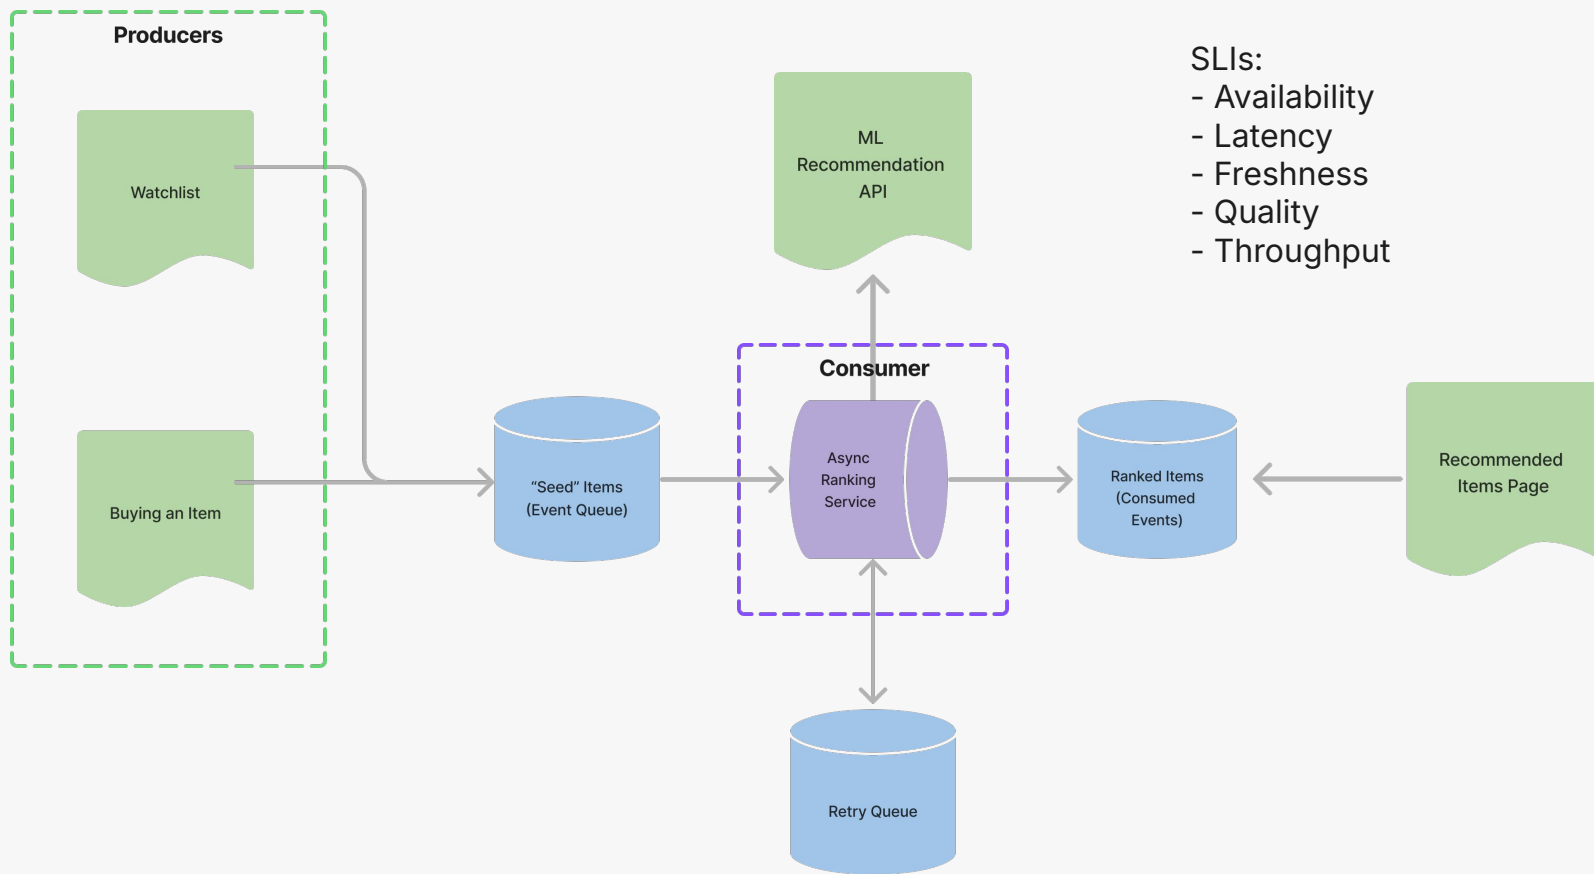 Producers
Watchlist
Buying an Item
“Seed” Items
(Event Queue)
ML
Recommendation
API
Consumer
Async
Ranking
Service
Retry Queue
Ranked Items
(Consumed
Events)
SLIs:
- Availability
- Latency
- Freshness
- Quality
- Throughput
Recommended
Items Page